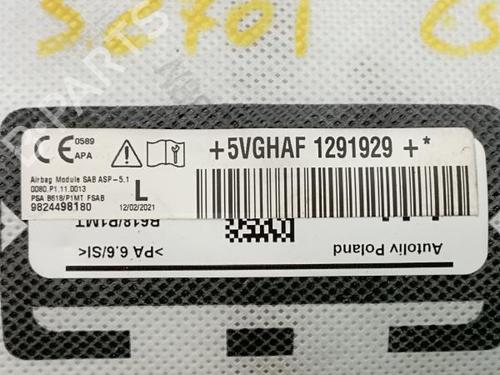 CE 0589
APA
+5VGHAF 1291929 +*
Airbag Module SAB ASP-5.1
0080.P1.11.0013
PSA B618/P1MT FSAB
9824498180
L
12/02/2021
B618/P1MT
>PA 6.6/SI<
Autoliv Poland